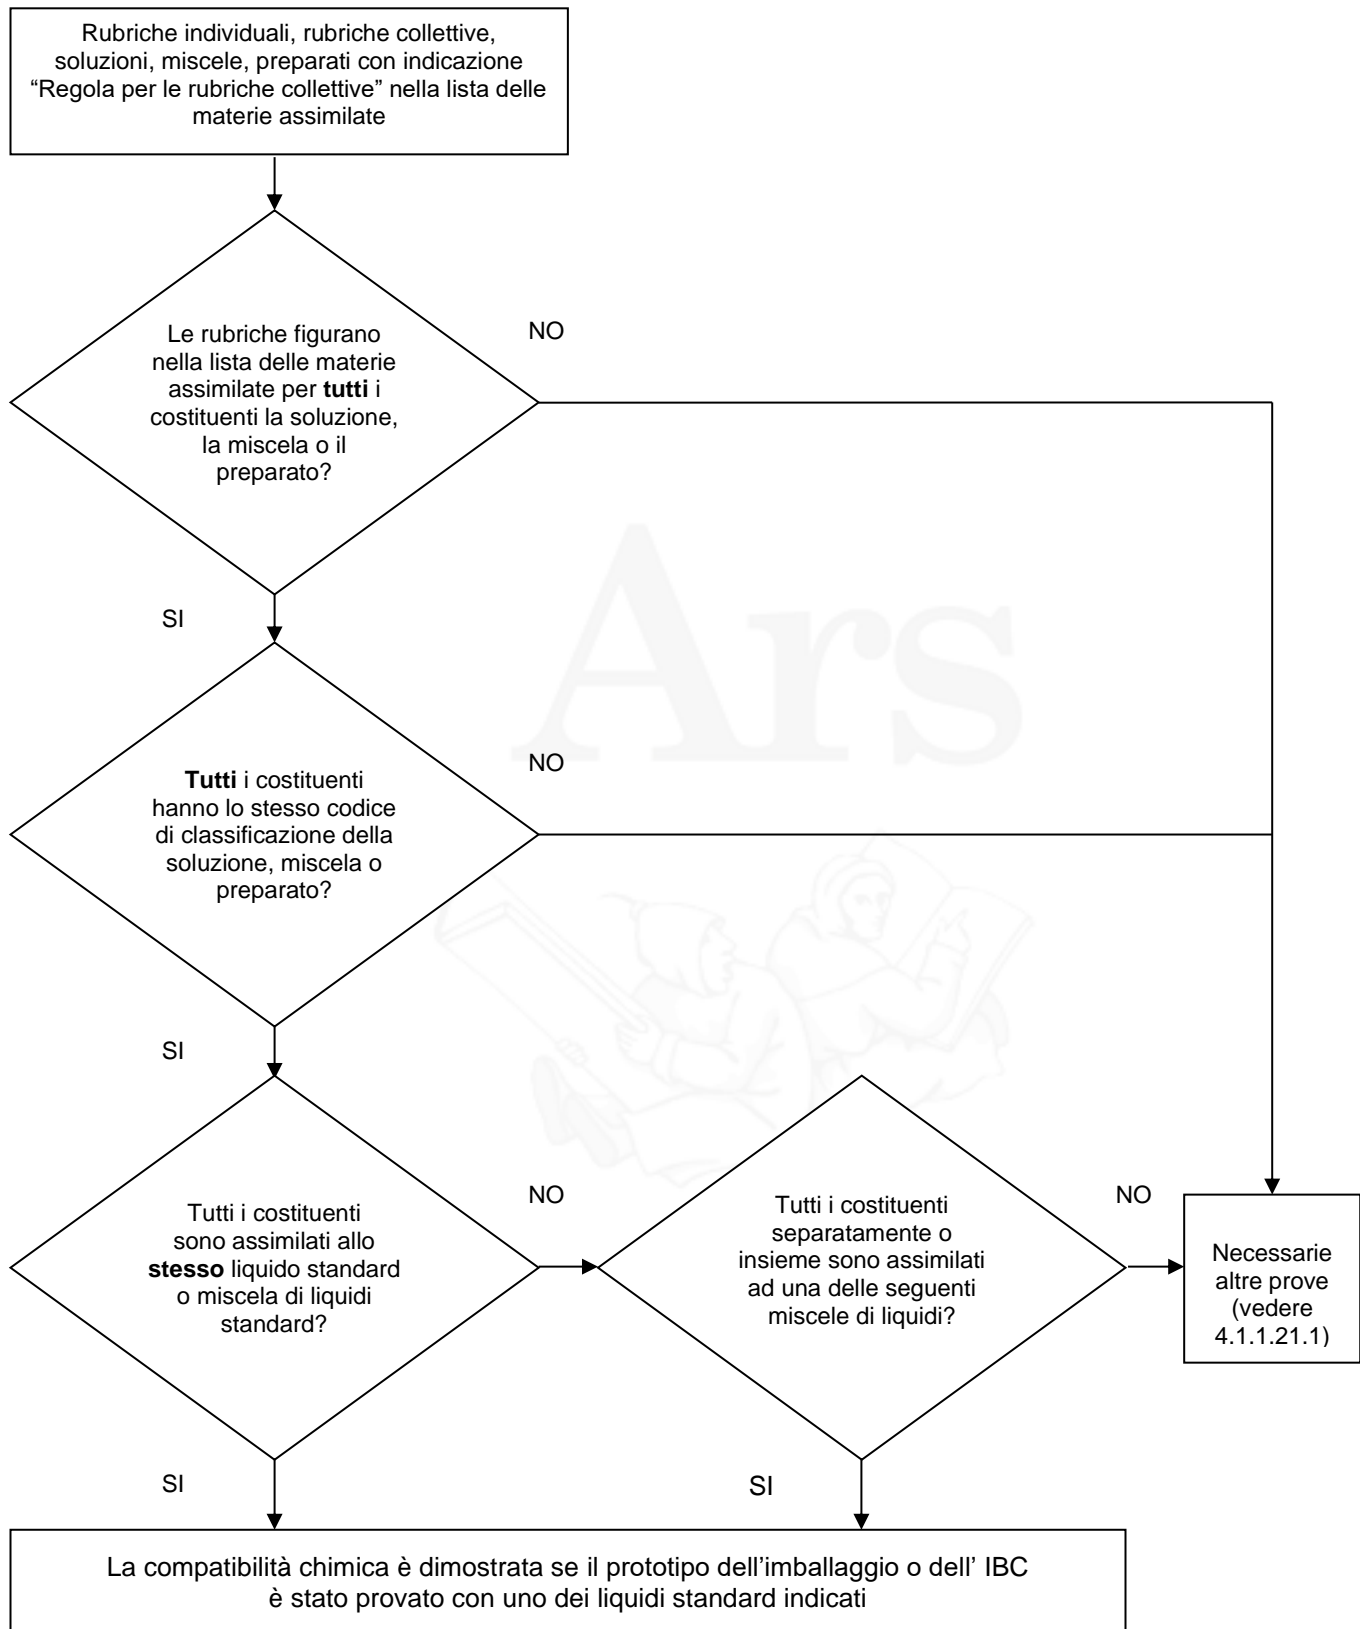 Rubriche individuali, rubriche collettive,
soluzioni, miscele, preparati con indicazione
“Regola per le rubriche collettive” nella lista delle
materie assimilate
Le rubriche figurano
nella lista delle materie
assimilate per tutti i
costituenti la soluzione,
la miscela o il
preparato?
NO
SI
Ars
Tutti i costituenti
hanno lo stesso codice
di classificazione della
soluzione, miscela o
preparato?
NO
SI
Tutti i costituenti
sono assimilati allo
stesso liquido standard
o miscela di liquidi
standard?
NO
Tutti i costituenti
separatamente o
insieme sono assimilati
ad una delle seguenti
miscele di liquidi?
NO
Necessarie
altre prove
(vedere
4.1.1.21.1)
SI
SI
La compatibilità chimica è dimostrata se il prototipo dell’imballaggio o dell’ IBC
è stato provato con uno dei liquidi standard indicati